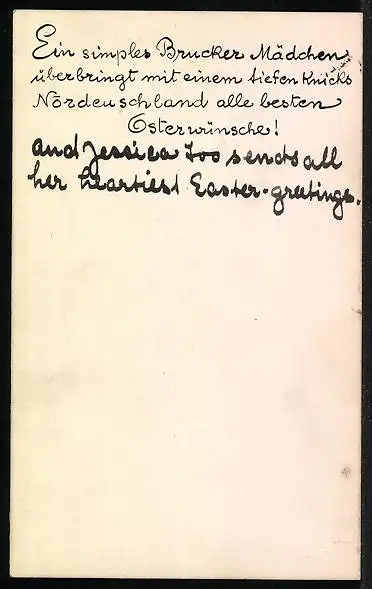 Ein simples Brucker Mädchen
überbringt mit einem tiefen Knicks
Nordeuschland alle besten
Osterwünsche!
and Jessica too sends all
her heartiest Easter-greetings.